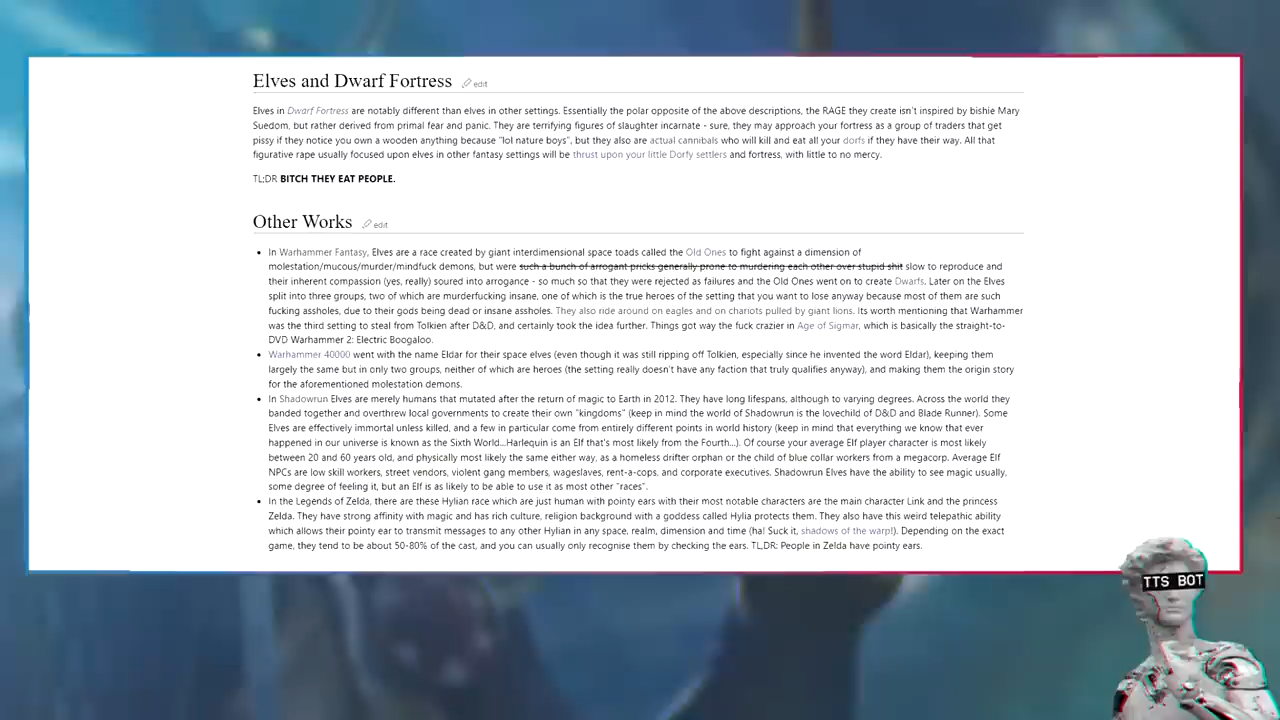 Elves and Dwarf Fortress edit
Elves in Dwarf Fortress are notably different than elves in other settings. Essentially the polar opposite of the above descriptions, the RAGE they create isn't inspired by bishie Mary
Suedom, but rather derived from primal fear and panic. They are terrifying figures of slaughter incarnate - sure, they may approach your fortress as a group of traders that get
pissy if they notice you own a wooden anything because "lol nature boys", but they also are actual cannibals who will kill and eat all your dorfs if they have their way. All that
figurative rape usually focused upon elves in other fantasy settings will be thrust upon your little Dorfy settlers and fortress, with little to no mercy.
TL;DR BITCH THEY EAT PEOPLE.
Other Works edit
In Warhammer Fantasy, Elves are a race created by giant interdimensional space toads called the Old Ones to fight against a dimension of
molestation/mucous/murder/mindfuck demons, but were such a bunch of arrogant pricks generally prone to murdering each other over stupid shit slow to reproduce and
their inherent compassion (yes, really) soured into arrogance - so much so that they were rejected as failures and the Old Ones went on to create Dwarfs. Later on the Elves
split into three groups, two of which are murderfucking insane, one of which is the true heroes of the setting that you want to lose anyway because most of them are such
fucking assholes, due to their gods being dead or insane assholes. They also ride around on eagles and on chariots pulled by giant lions. Its worth mentioning that Warhammer
was the third setting to steal from Tolkien after D&D, and certainly took the idea further. Things got way the fuck crazier in Age of Sigmar, which is basically the straight-to-
DVD Warhammer 2: Electric Boogaloo.
Warhammer 40000 went with the name Eldar for their space elves (even though it was still ripping off Tolkien, especially since he invented the word Eldar), keeping them
largely the same but in only two groups, neither of which are heroes (the setting really doesn't have any faction that truly qualifies anyway), and making them the origin story
for the aforementioned molestation demons.
In Shadowrun Elves are merely humans that mutated after the return of magic to Earth in 2012. They have long lifespans, although to varying degrees. Across the world they
banded together and overthrew local governments to create their own "kingdoms" (keep in mind the world of Shadowrun is the lovechild of D&D and Blade Runner). Some
Elves are effectively immortal unless killed, and a few in particular come from entirely different points in world history (keep in mind that everything we know that ever
happened in our universe is known as the Sixth World...Harlequin is an Elf that's most likely from the Fourth...). Of course your average Elf player character is most likely
between 20 and 60 years old, and physically most likely the same either way, as a homeless drifter orphan or the child of blue collar workers from a megacorp. Average Elf
NPCs are low skill workers, street vendors, violent gang members, wageslaves, rent-a-cops, and corporate executives. Shadowrun Elves have the ability to see magic usually,
some degree of feeling it, but an Elf is as likely to be able to use it as most other "races".
In the Legends of Zelda, there are these Hylian race which are just human with pointy ears with their most notable characters are the main character Link and the princess
Zelda. They have strong affinity with magic and has rich culture, religion background with a goddess called Hylia protects them. They also have this weird telepathic ability
which allows their pointy ear to transmit messages to any other Hylian in any space, realm, dimension and time (ha! Suck it, shadows of the warp!). Depending on the exact
game, they tend to be about 50-80% of the cast, and you can usually only recognise them by checking the ears. TL,DR: People in Zelda have pointy ears.
TTS BOT